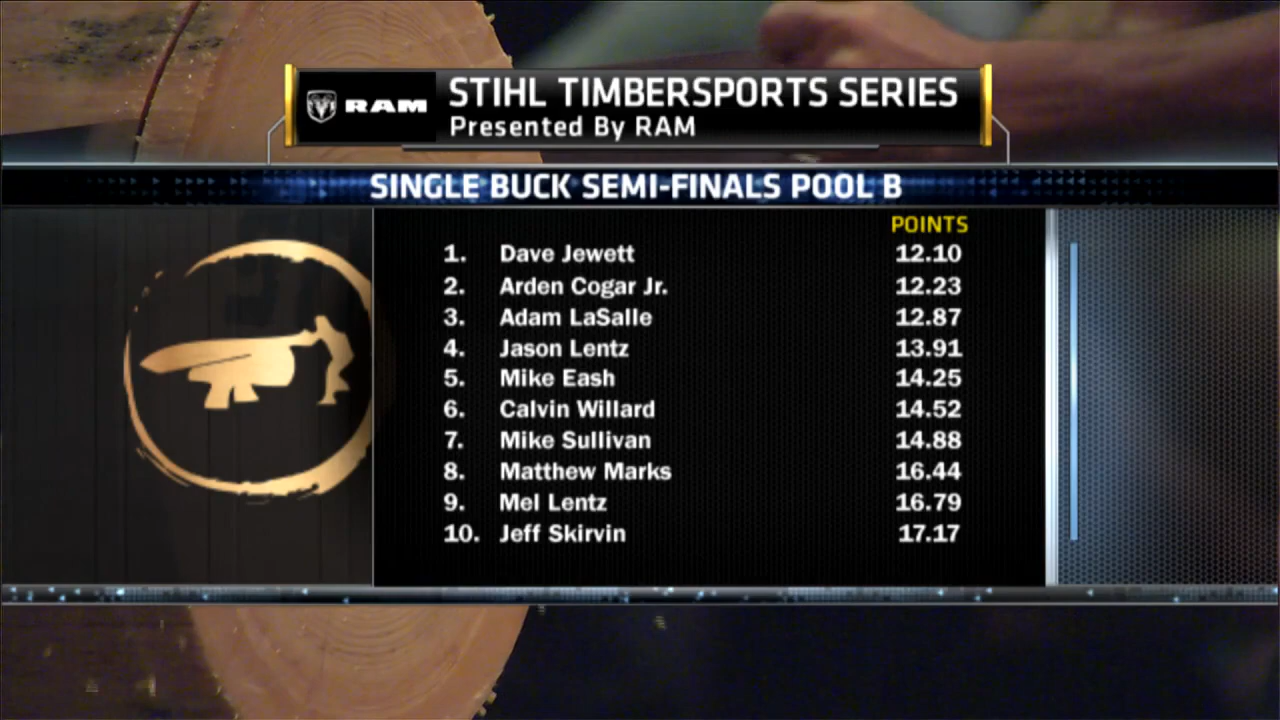 RAM
STIHL TIMBERSPORTS SERIES
Presented By RAM
SINGLE BUCK SEMI-FINALS POOL B
POINTS
1. Dave Jewett 12.10
2. Arden Cogar Jr. 12.23
3. Adam LaSalle 12.87
4. Jason Lentz 13.91
5. Mike Eash 14.25
6. Calvin Willard 14.52
7. Mike Sullivan 14.88
8. Matthew Marks 16.44
9. Mel Lentz 16.79
10. Jeff Skirvin 17.17